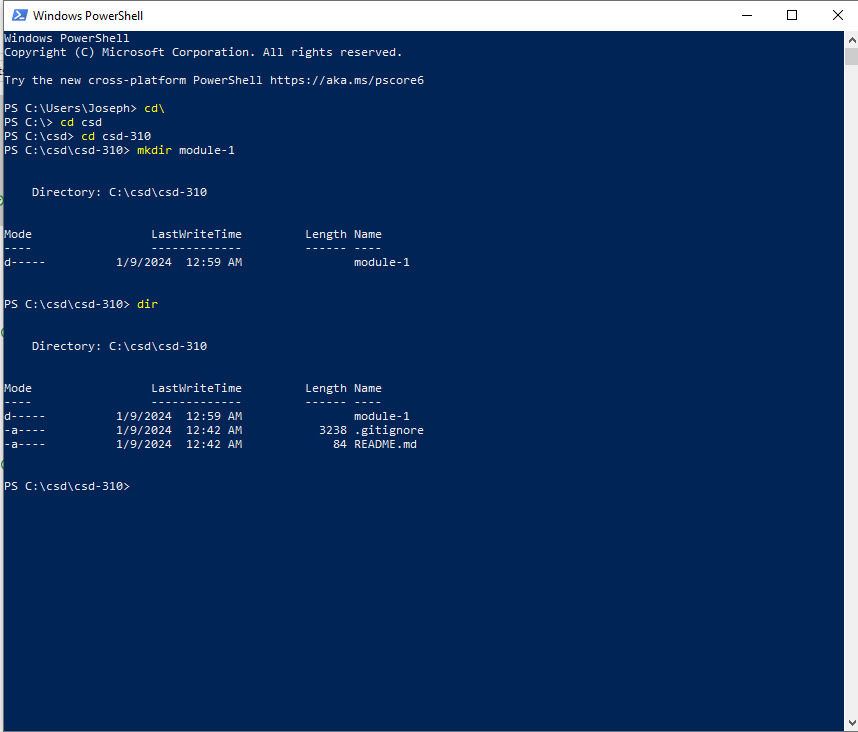 Windows PowerShell
Windows PowerShell
Copyright (C) Microsoft Corporation. All rights reserved.
Try the new cross-platform PowerShell https://aka.ms/pscore6
PS C:\Users\Joseph> cd\
PS C:\> cd csd
PS C:\csd> cd csd-310
PS C:\csd\csd-310> mkdir module-1
    Directory: C:\csd\csd-310
Mode                 LastWriteTime         Length Name
----                 -------------         ------ ----
d-----          1/9/2024  12:59 AM                module-1
PS C:\csd\csd-310> dir
    Directory: C:\csd\csd-310
Mode                 LastWriteTime         Length Name
----                 -------------         ------ ----
d-----          1/9/2024  12:59 AM                module-1
-a----          1/9/2024  12:42 AM           3238 .gitignore
-a----          1/9/2024  12:42 AM             84 README.md
PS C:\csd\csd-310>